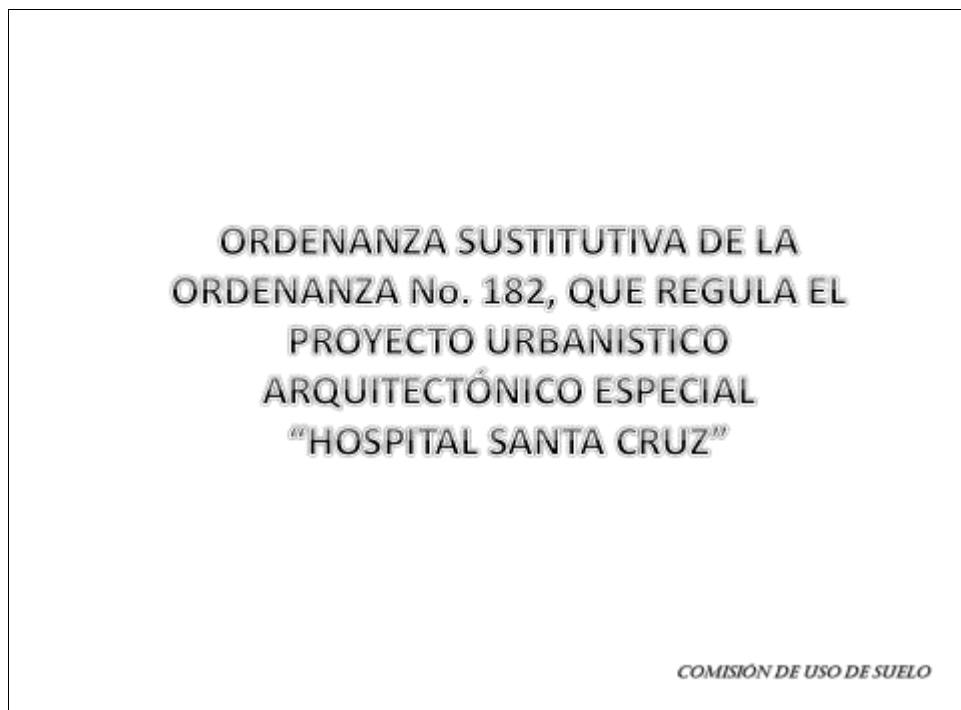 ORDENANZA SUSTITUTIVA DE LA
ORDENANZA No. 182, QUE REGULA EL
PROYECTO URBANISTICO
ARQUITECTÓNICO ESPECIAL
“HOSPITAL SANTA CRUZ”
COMISIÓN DE USO DE SUELO